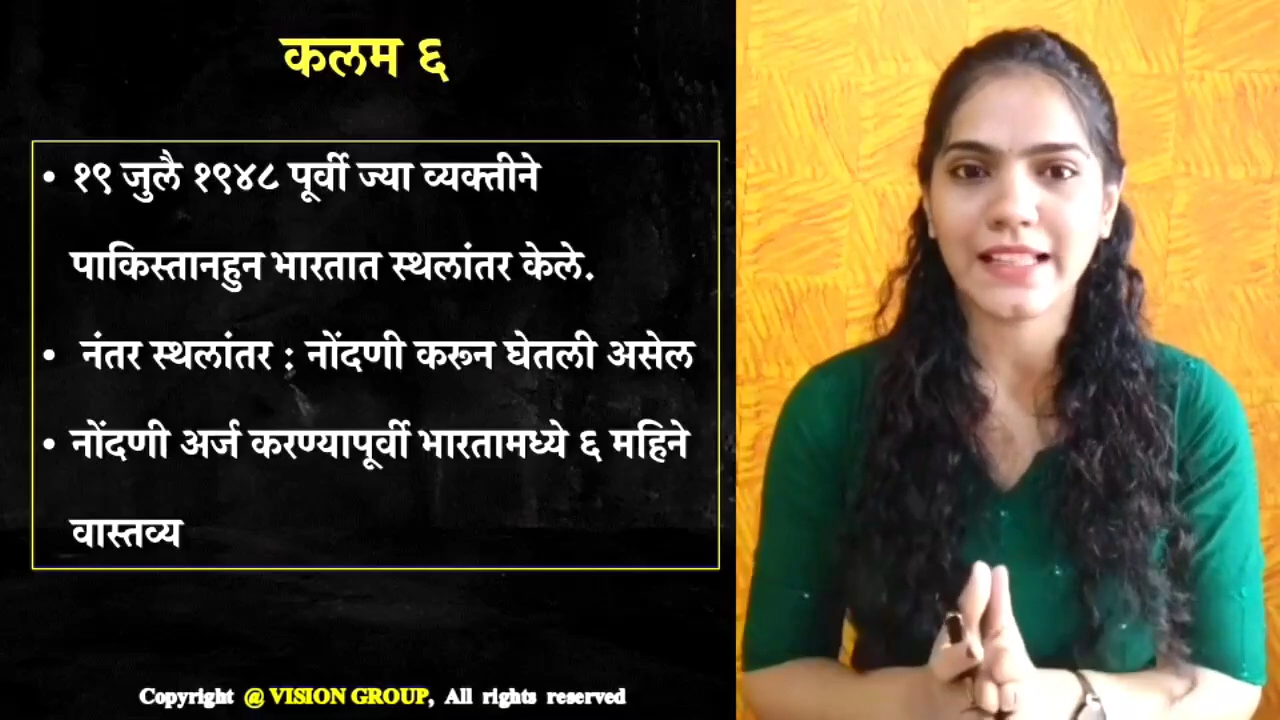 कलम ६
• १९ जुलै १९४८ पूर्वी ज्या व्यक्तीने
पाकिस्तानहुन भारतात स्थलांतर केले.
• नंतर स्थलांतर : नोंदणी करून घेतली असेल
• नोंदणी अर्ज करण्यापूर्वी भारतामध्ये ६ महिने
वास्तव्य
Copyright @ VISION GROUP, All rights reserved